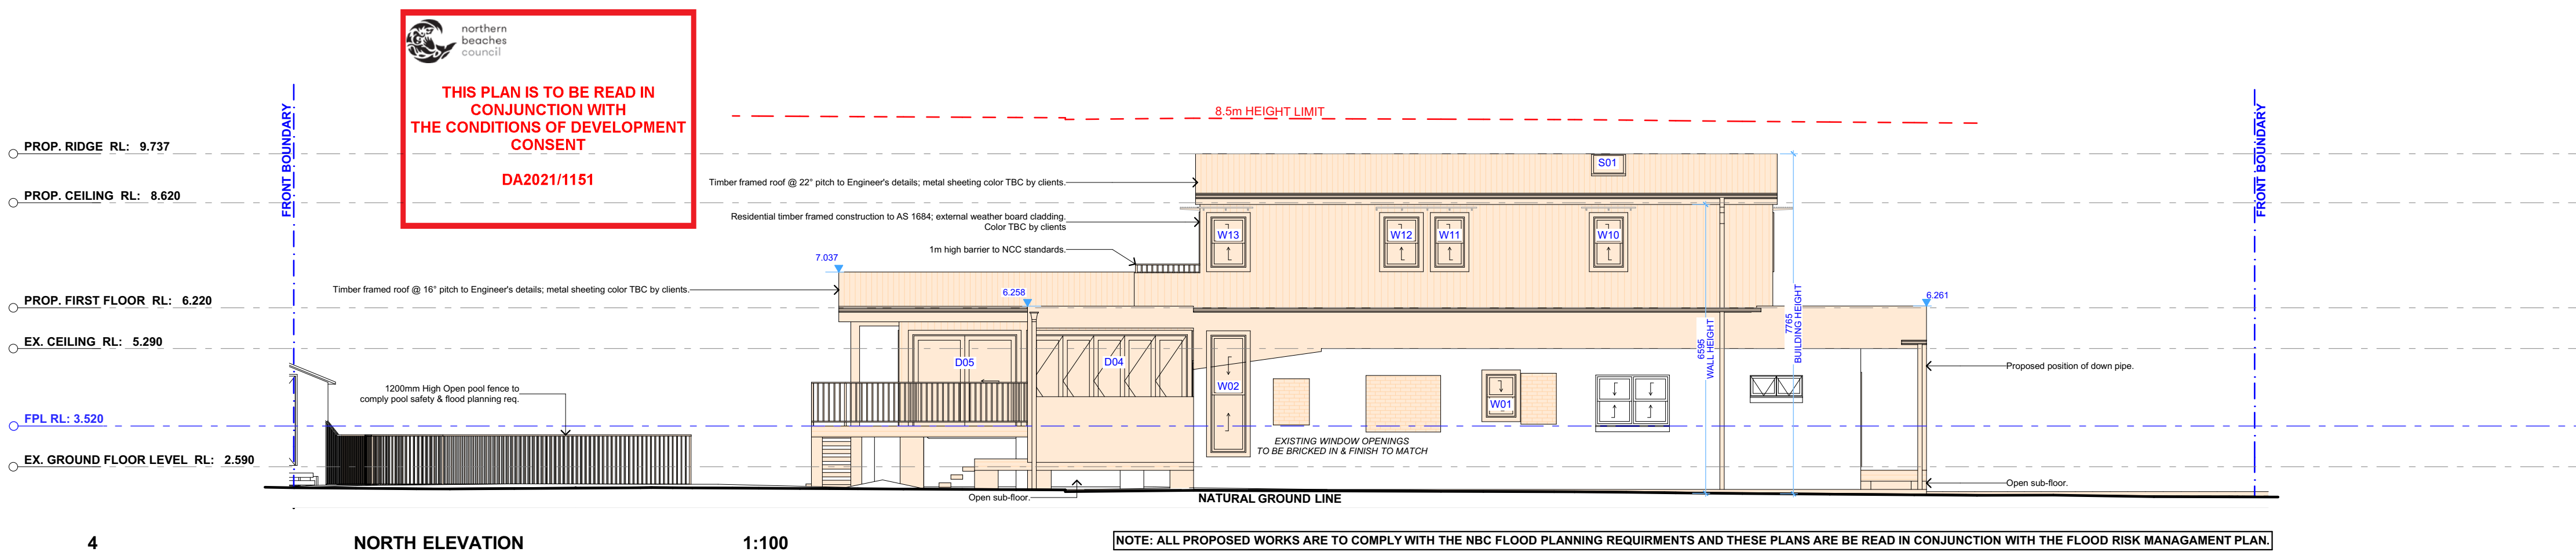 northern
beaches
council
THIS PLAN IS TO BE READ IN
CONJUNCTION WITH
THE CONDITIONS OF DEVELOPMENT
CONSENT
DA2021/1151
8.5m HEIGHT LIMIT
FRONT BOUNDARY
FRONT BOUNDARY
PROP. RIDGE RL: 9.737
PROP. CEILING RL: 8.620
PROP. FIRST FLOOR RL: 6.220
EX. CEILING RL: 5.290
FPL RL: 3.520
EX. GROUND FLOOR LEVEL RL: 2.590
S01
Timber framed roof @ 22° pitch to Engineer's details; metal sheeting color TBC by clients.
Residential timber framed construction to AS 1684; external weather board cladding.
Color TBC by clients
1m high barrier to NCC standards.
W13
W12
W11
W10
7.037
Timber framed roof @ 16° pitch to Engineer's details; metal sheeting color TBC by clients.
6.258
6.261
6595
WALL HEIGHT
7765
BUILDING HEIGHT
D05
D04
W02
W01
1200mm High Open pool fence to
comply pool safety & flood planning req.
Proposed position of down pipe.
EXISTING WINDOW OPENINGS
TO BE BRICKED IN & FINISH TO MATCH
Open sub-floor.
Open sub-floor.
NATURAL GROUND LINE
4
NORTH ELEVATION
1:100
NOTE: ALL PROPOSED WORKS ARE TO COMPLY WITH THE NBC FLOOD PLANNING REQUIRMENTS AND THESE PLANS ARE BE READ IN CONJUNCTION WITH THE FLOOD RISK MANAGAMENT PLAN.